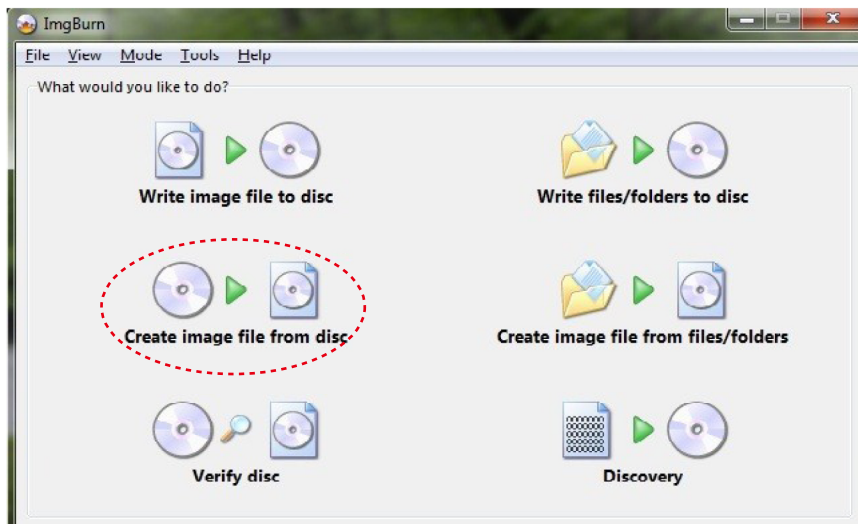 ImgBurn
File View Mode Tools Help
What would you like to do?
Write image file to disc
Write files/folders to disc
Create image file from disc
Create image file from files/folders
Verify disc
Discovery